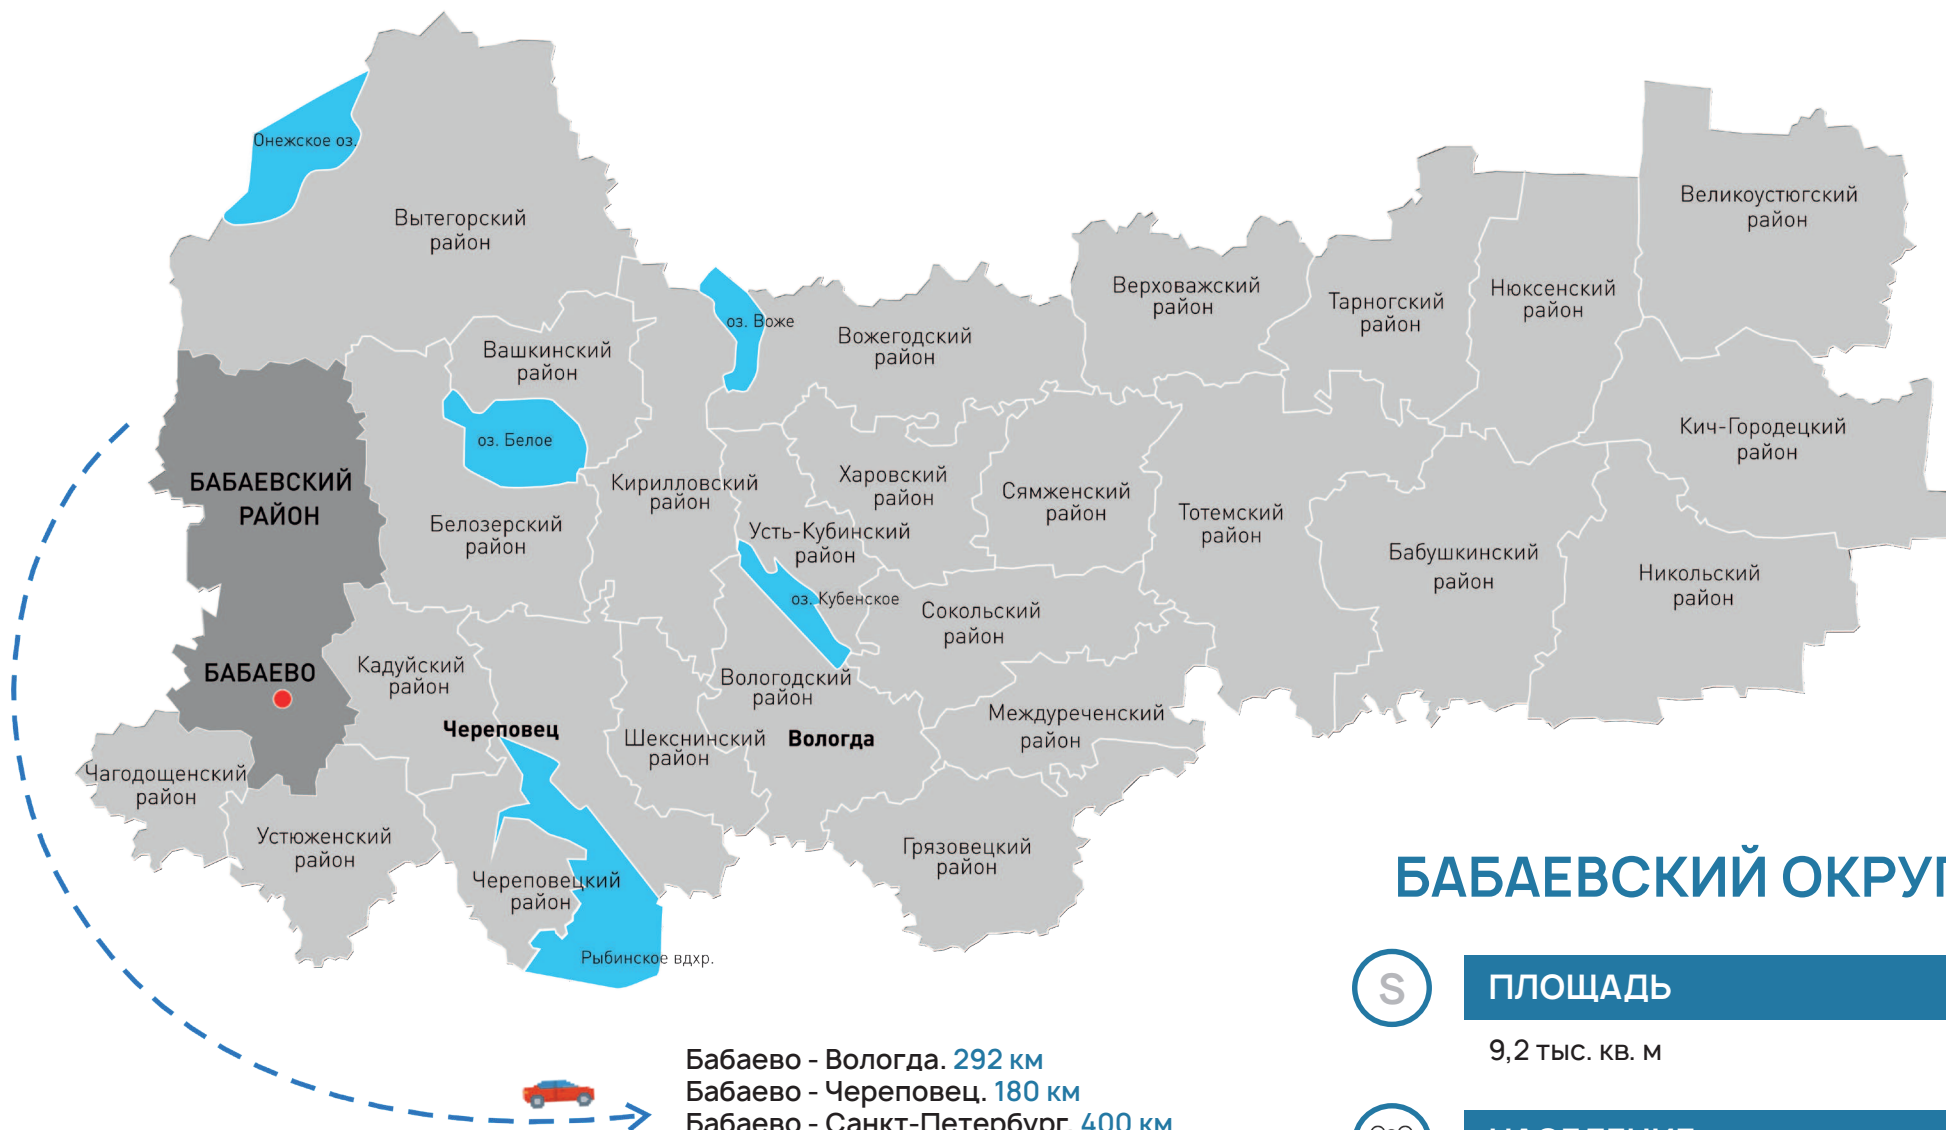 Онежское оз.
Вытегорский
район
Великоустюгский
район
Верховажский
район
Тарногский
район
Нюксенский
район
оз. Воже
Вожегодский
район
Вашкинский
район
оз. Белое
Кич-Городецкий
район
БАБАЕВСКИЙ
РАЙОН
Белозерский
район
Кирилловский
район
Харовский
район
Сямженский
район
Усть-Кубинский
район
Тотемский
район
Бабушкинский
район
Никольский
район
оз. Кубенское
Сокольский
район
БАБАЕВО
Кадуйский
район
Вологодский
район
Череповец
Шекснинский
район
Вологда
Междуреченский
район
Чагодощенский
район
Устюженский
район
Череповецкий
район
Грязовецкий
район
Рыбинское вдхр.
Бабаево - Вологда. 292 км
Бабаево - Череповец. 180 км
Бабаево - Санкт-Петербург. 400 км
БАБАЕВСКИЙ ОКРУГ
S
ПЛОЩАДЬ
9,2 тыс. кв. м